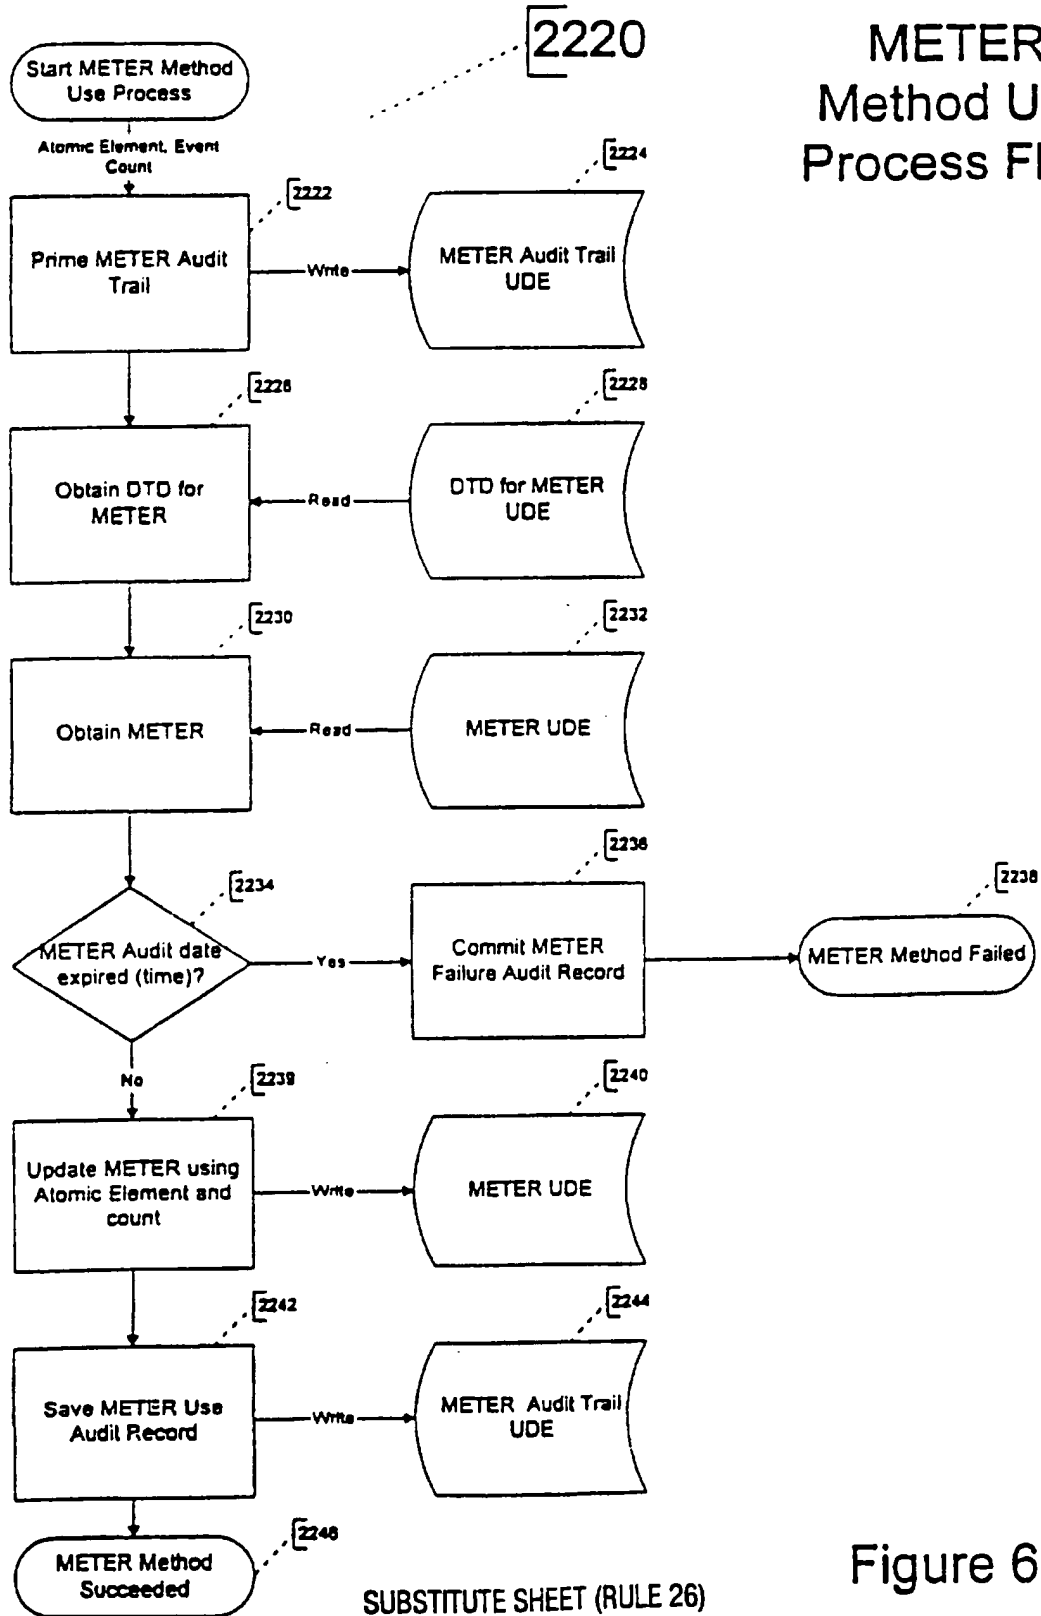 2220
METER
Method U
Process Fl
Start METER Method
Use Process
Atomic Element, Event
Count
2222
2224
Prime METER Audit
Trail
Write
METER Audit Trail
UDE
2226
2228
Obtain DTD for
METER
Read
DTD for METER
UDE
2230
2232
Obtain METER
Read
METER UDE
2234
2236
2238
METER Audit date
expired (time)?
Yes
Commit METER
Failure Audit Record
METER Method Failed
No
2239
2240
Update METER using
Atomic Element and
count
Write
METER UDE
2242
2244
Save METER Use
Audit Record
Write
METER Audit Trail
UDE
2246
METER Method
Succeeded
SUBSTITUTE SHEET (RULE 26)
Figure 6